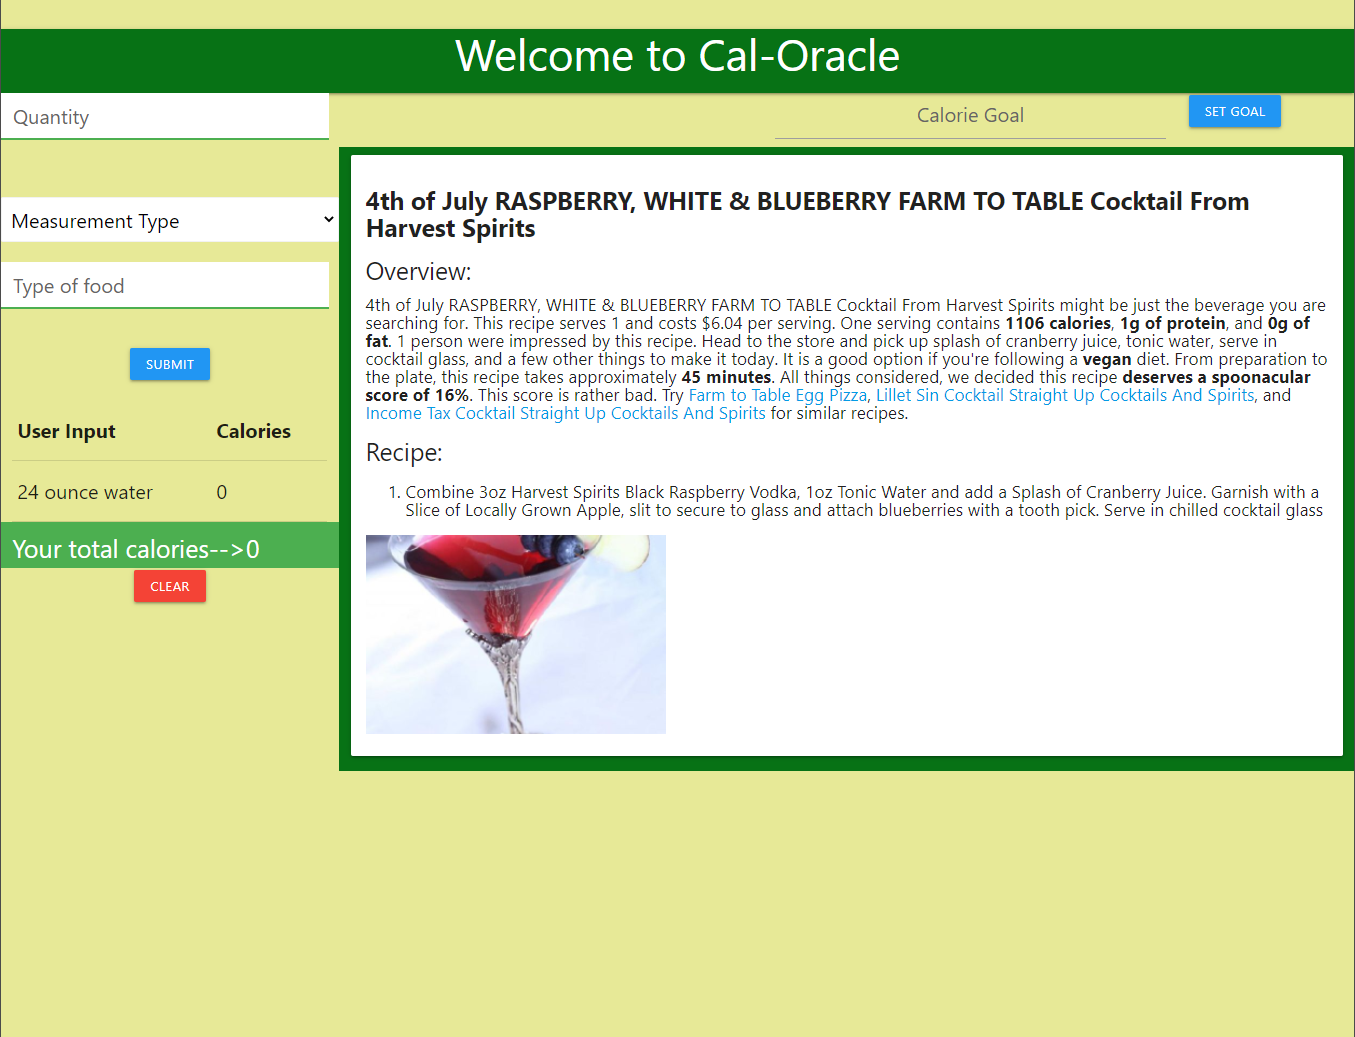 Welcome to Cal-Oracle
Quantity
Calorie Goal
SET GOAL
Measurement Type
Type of food
SUBMIT
User Input Calories
24 ounce water 0
Your total calories-->0
CLEAR
4th of July RASPBERRY, WHITE & BLUEBERRY FARM TO TABLE Cocktail From
Harvest Spirits
Overview:
4th of July RASPBERRY, WHITE & BLUEBERRY FARM TO TABLE Cocktail From Harvest Spirits might be just the beverage you are
searching for. This recipe serves 1 and costs $6.04 per serving. One serving contains 1106 calories, 1g of protein, and 0g of
fat. 1 person were impressed by this recipe. Head to the store and pick up splash of cranberry juice, tonic water, serve in
cocktail glass, and a few other things to make it today. It is a good option if you're following a vegan diet. From preparation to
the plate, this recipe takes approximately 45 minutes. All things considered, we decided this recipe deserves a spoonacular
score of 16%. This score is rather bad. Try Farm to Table Egg Pizza, Lillet Sin Cocktail Straight Up Cocktails And Spirits, and
Income Tax Cocktail Straight Up Cocktails And Spirits for similar recipes.
Recipe:
1. Combine 3oz Harvest Spirits Black Raspberry Vodka, 1oz Tonic Water and add a Splash of Cranberry Juice. Garnish with a
Slice of Locally Grown Apple, slit to secure to glass and attach blueberries with a tooth pick. Serve in chilled cocktail glass